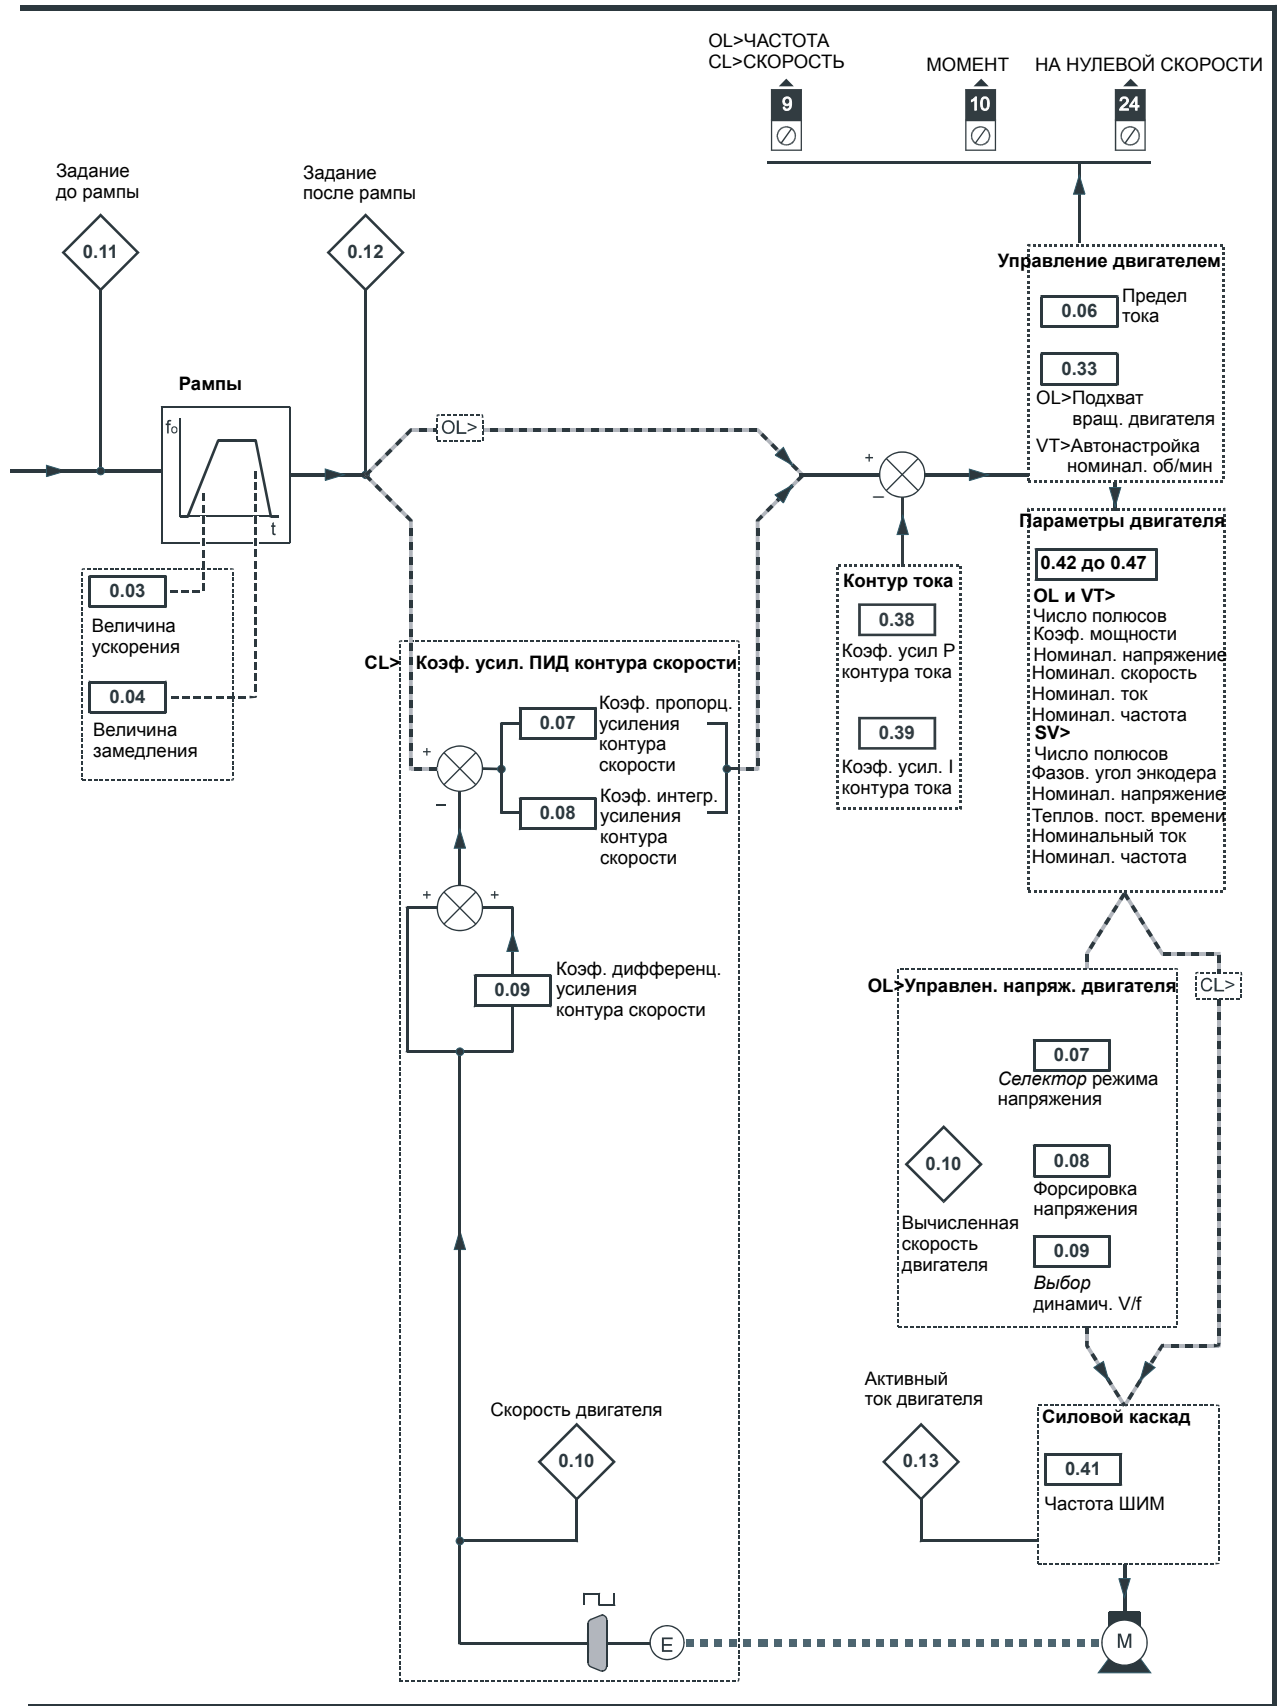 OL>ЧАСТОТА
CL>СКОРОСТЬ
МОМЕНТ
НА НУЛЕВОЙ СКОРОСТИ
9
10
24
Задание
до рампы
0.11
Задание
после рампы
0.12
Рампы
fo
t
0.03
Величина
ускорения
0.04
Величина
замедления
OL>
+
–
Управление двигателем
0.06
Предел
тока
0.33
OL>Подхват
вращ. двигателя
VT>Автонастройка
номинал. об/мин
Параметры двигателя
0.42 до 0.47
OL и VT>
Число полюсов
Коэф. мощности
Номинал. напряжение
Номинал. скорость
Номинал. ток
Номинал. частота
SV>
Число полюсов
Фазов. угол энкодера
Номинал. напряжение
Теплов. пост. времени
Номинальный ток
Номинал. частота
Контур тока
0.38
Коэф. усил P
контура тока
0.39
Коэф. усил. I
контура тока
CL>
Коэф. усил. ПИД контура скорости
+
–
0.07
Коэф. пропорц.
усиления
контура
скорости
0.08
Коэф. интегр.
усиления
контура
скорости
+
+
0.09
Коэф. дифференц.
усиления
контура скорости
OL>Управлен. напряж. двигателя
CL>
0.07
Селектор режима
напряжения
0.10
Вычисленная
скорость
двигателя
0.08
Форсировка
напряжения
0.09
Выбор
динамич. V/f
Скорость двигателя
0.10
Активный
ток двигателя
0.13
Силовой каскад
0.41
Частота ШИМ
E
M